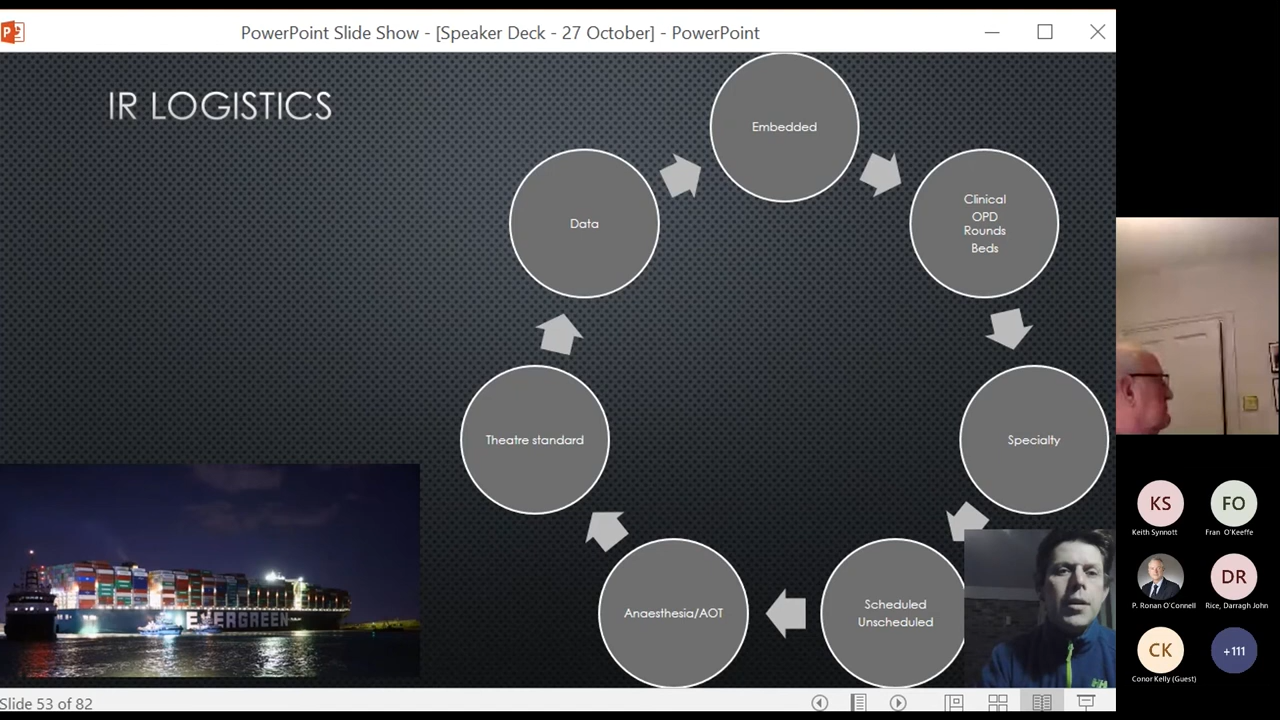 PowerPoint Slide Show - [Speaker Deck - 27 October] - PowerPoint
IR LOGISTICS
Embedded
Clinical
OPD
Rounds
Beds
Specialty
Scheduled
Unscheduled
Anaesthesia/AOT
Theatre standard
Data
EVERGREEN
KS
Keith Synnott
FO
Fran O'Keeffe
P. Ronan O'Connell
DR
Rice, Darragh John
CK
Conor Kelly (Guest)
+111
Slide 53 of 82